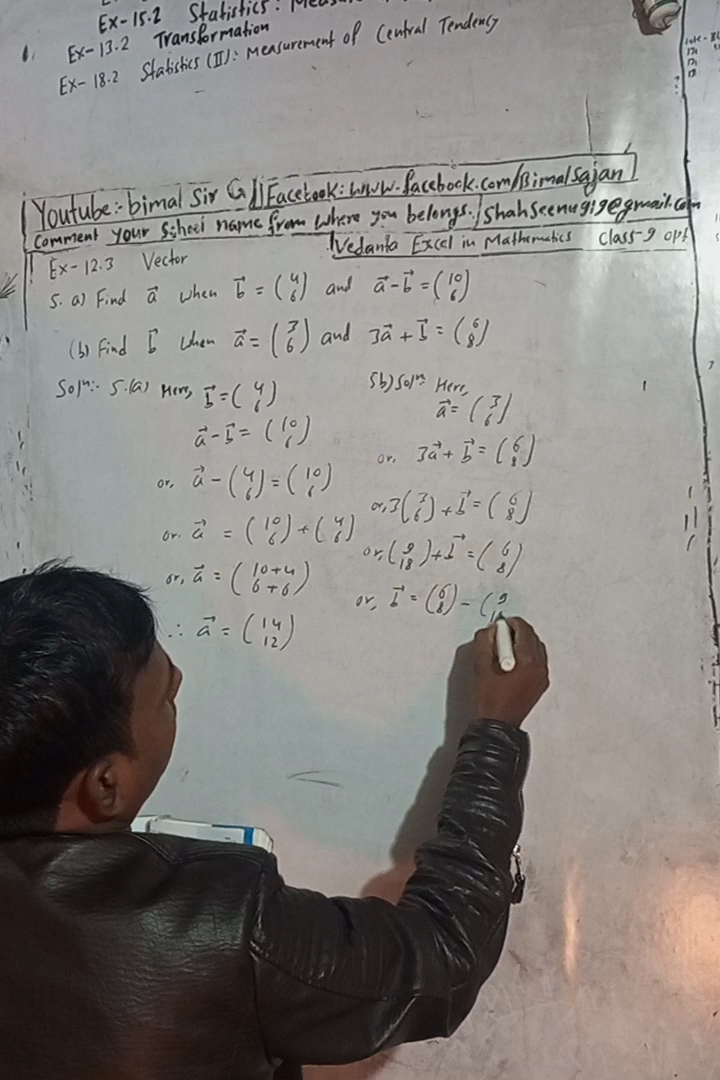 Ex-15.2 Statistics:
Ex-13.2 Transformation
Ex-18.2 Statistics (II): Measurement of Central Tendency
Youtube:- bimal Sir G || Facebook: www.facebook.com/Bimalsajan
Comment your School name from where you belongs. / Shahseenu919@gmail.com
Vedanta Excel in Mathematics Class-9 opt
Ex-12.3 Vector
5. a) Find a⃗ when b⃗ = (4 6) and a⃗ - b⃗ = (10 6)
(b) Find b⃗ when a⃗ = (3 6) and 3a⃗ + b⃗ = (6 8)
Solⁿ:- 5.(a) Here, b⃗ = (4 6)
a⃗ - b⃗ = (10 6)
or, a⃗ - (4 6) = (10 6)
or. a⃗ = (10 6) + (4 6)
or, a⃗ = (10+4 6+6)
∴ a⃗ = (14 12)
5b) Solⁿ: Here,
a⃗ = (3 6)
or, 3a⃗ + b⃗ = (6 8)
or, 3(3 6) + b⃗ = (6 8)
or, (9 18) + b⃗ = (6 8)
or, b⃗ = (6 8) - (9